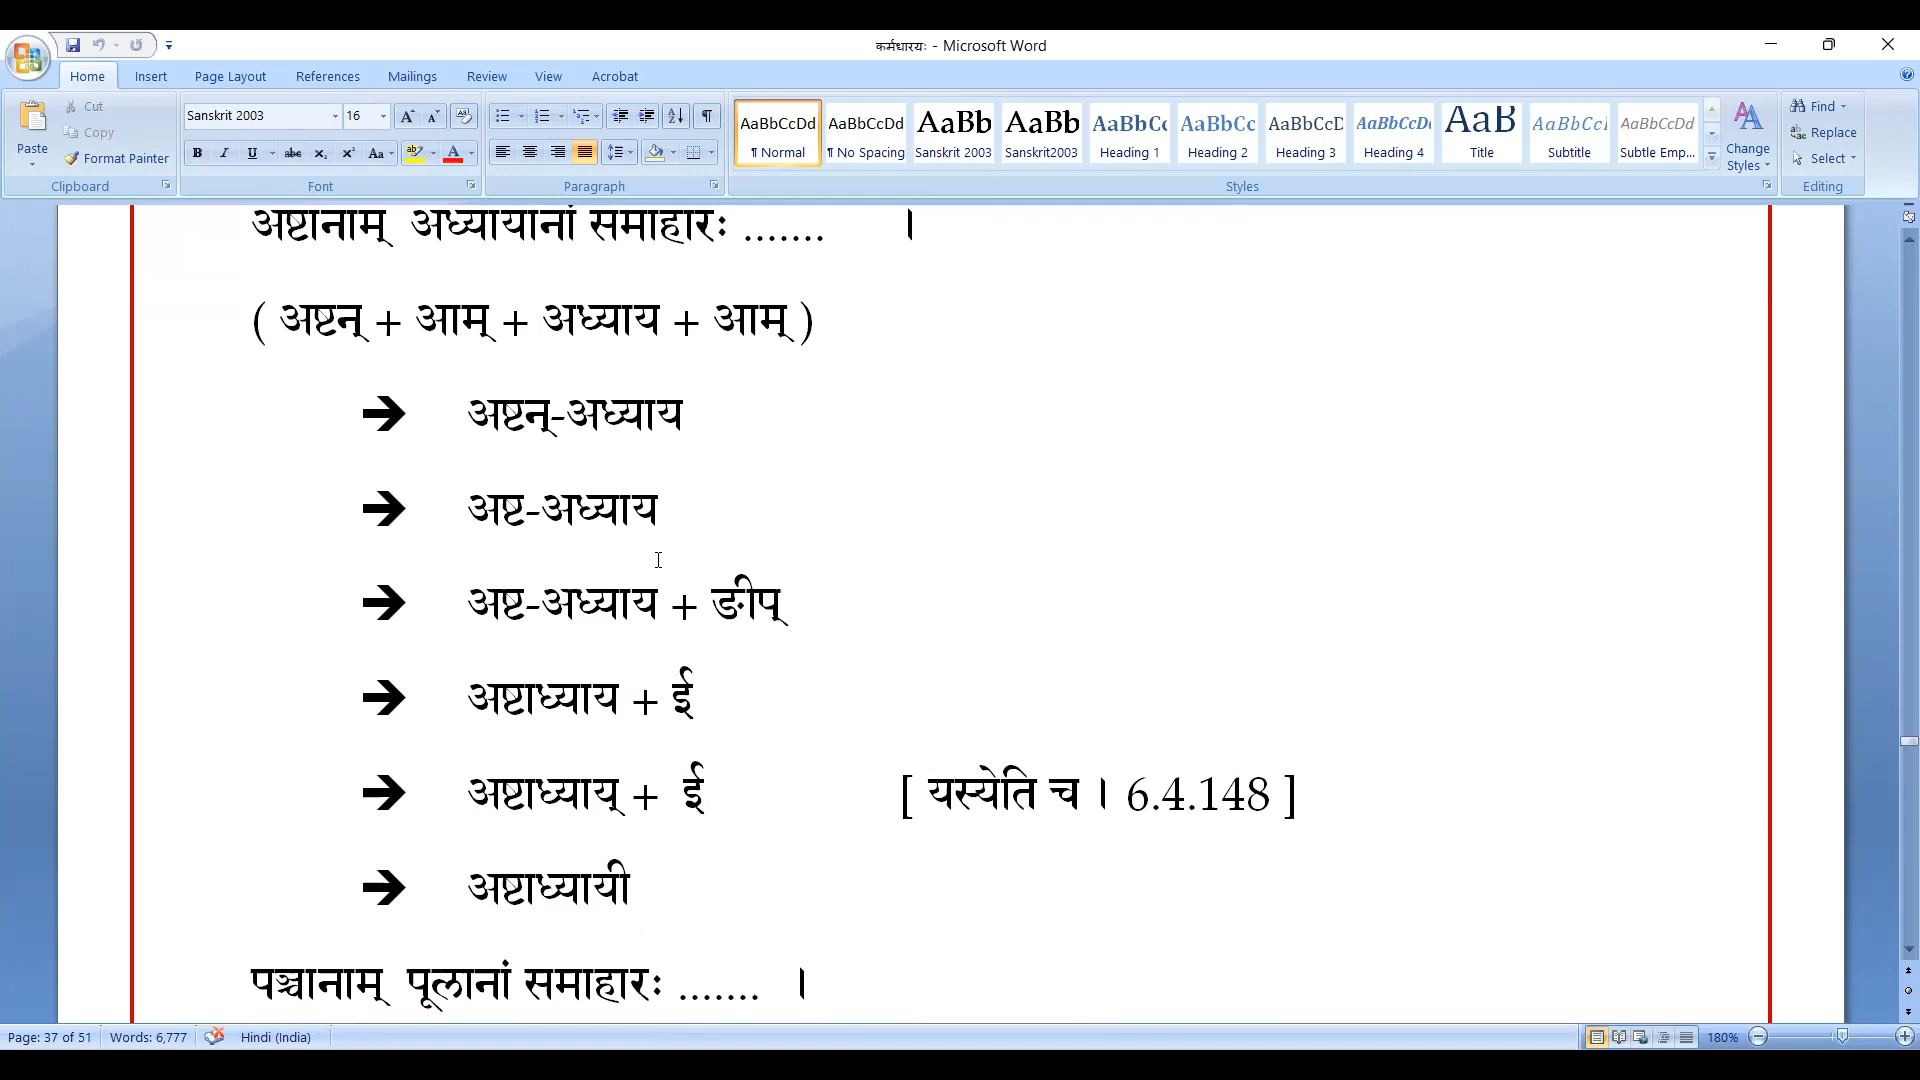 कर्मधारयः - Microsoft Word
Home Insert Page Layout References Mailings Review View Acrobat
Paste Cut Copy Format Painter
Sanskrit 2003 16
AaBbCcDd AaBbCcDd AaBb AaBb AaBbCc AaBbCc AaBbCcD AaBbCcD AaB AaBbCc AaBbCcDd
¶ Normal ¶ No Spacing Sanskrit 2003 Sanskrit2003 Heading 1 Heading 2 Heading 3 Heading 4 Title Subtitle Subtle Emp...
Change Styles
Find Replace Select
Clipboard Font Paragraph Styles Editing
अष्टानाम् अध्यायानां समाहारः ....... ।
( अष्टन् + आम् + अध्याय + आम् )
➔ अष्टन्-अध्याय
➔ अष्ट-अध्याय
➔ अष्ट-अध्याय + ङीप्
➔ अष्टाध्याय + ई
➔ अष्टाध्याय् + ई [ यस्येति च । 6.4.148 ]
➔ अष्टाध्यायी
पञ्चानाम् पूलानां समाहारः ....... ।
Page: 37 of 51 Words: 6,777 Hindi (India) 180%